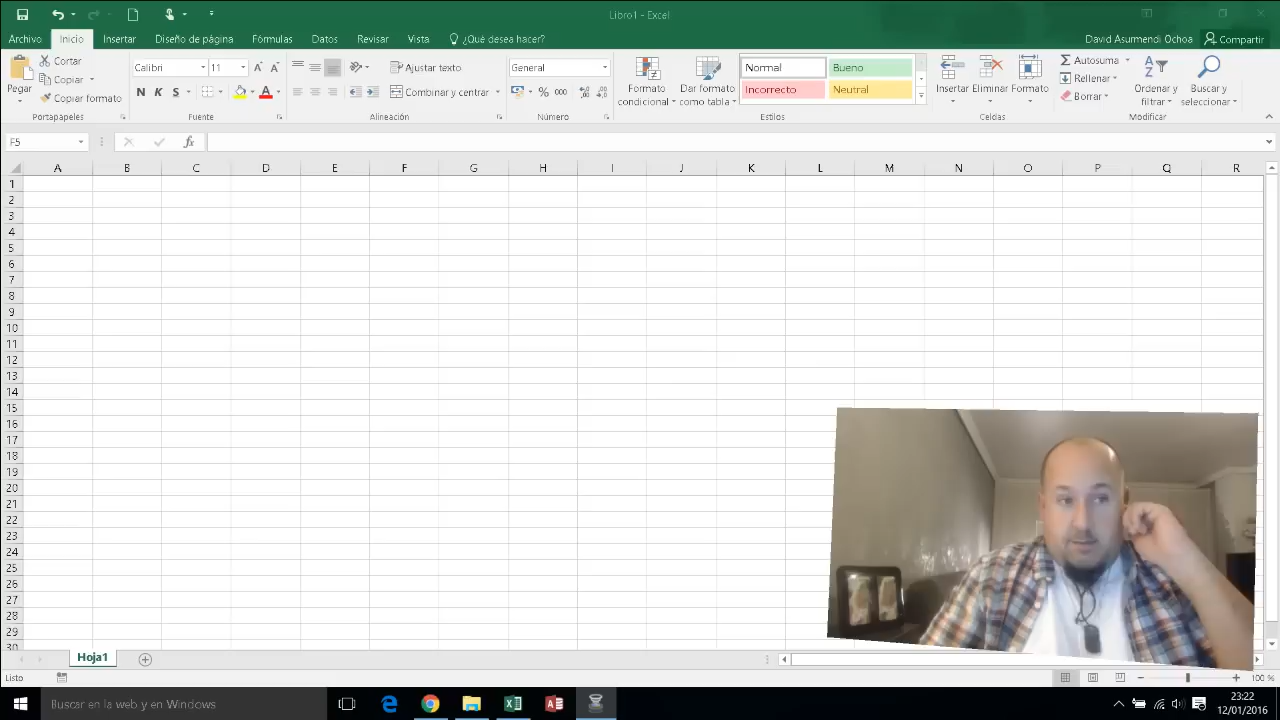 Libro1 - Excel
Archivo Inicio Insertar Diseño de página Fórmulas Datos Revisar Vista ¿Qué desea hacer? David Asumendi Ochoa Compartir
Pegar
Cortar
Copiar
Copiar formato
Portapapeles
Calibri 11
N K S
Fuente
Ajustar texto
Combinar y centrar
Alineación
General
% 000
Número
Formato condicional
Dar formato como tabla
Normal Bueno
Incorrecto Neutral
Estilos
Insertar Eliminar Formato
Celdas
Autosuma
Rellenar
Borrar
Ordenar y filtrar
Buscar y seleccionar
Modificar
F5 fx
A B C D E F G H I J K L M N O P Q R
1
2
3
4
5
6
7
8
9
10
11
12
13
14
15
16
17
18
19
20
21
22
23
24
25
26
27
28
29
30
Hoja1
Listo 100 %
Buscar en la web y en Windows
23:22
12/01/2016